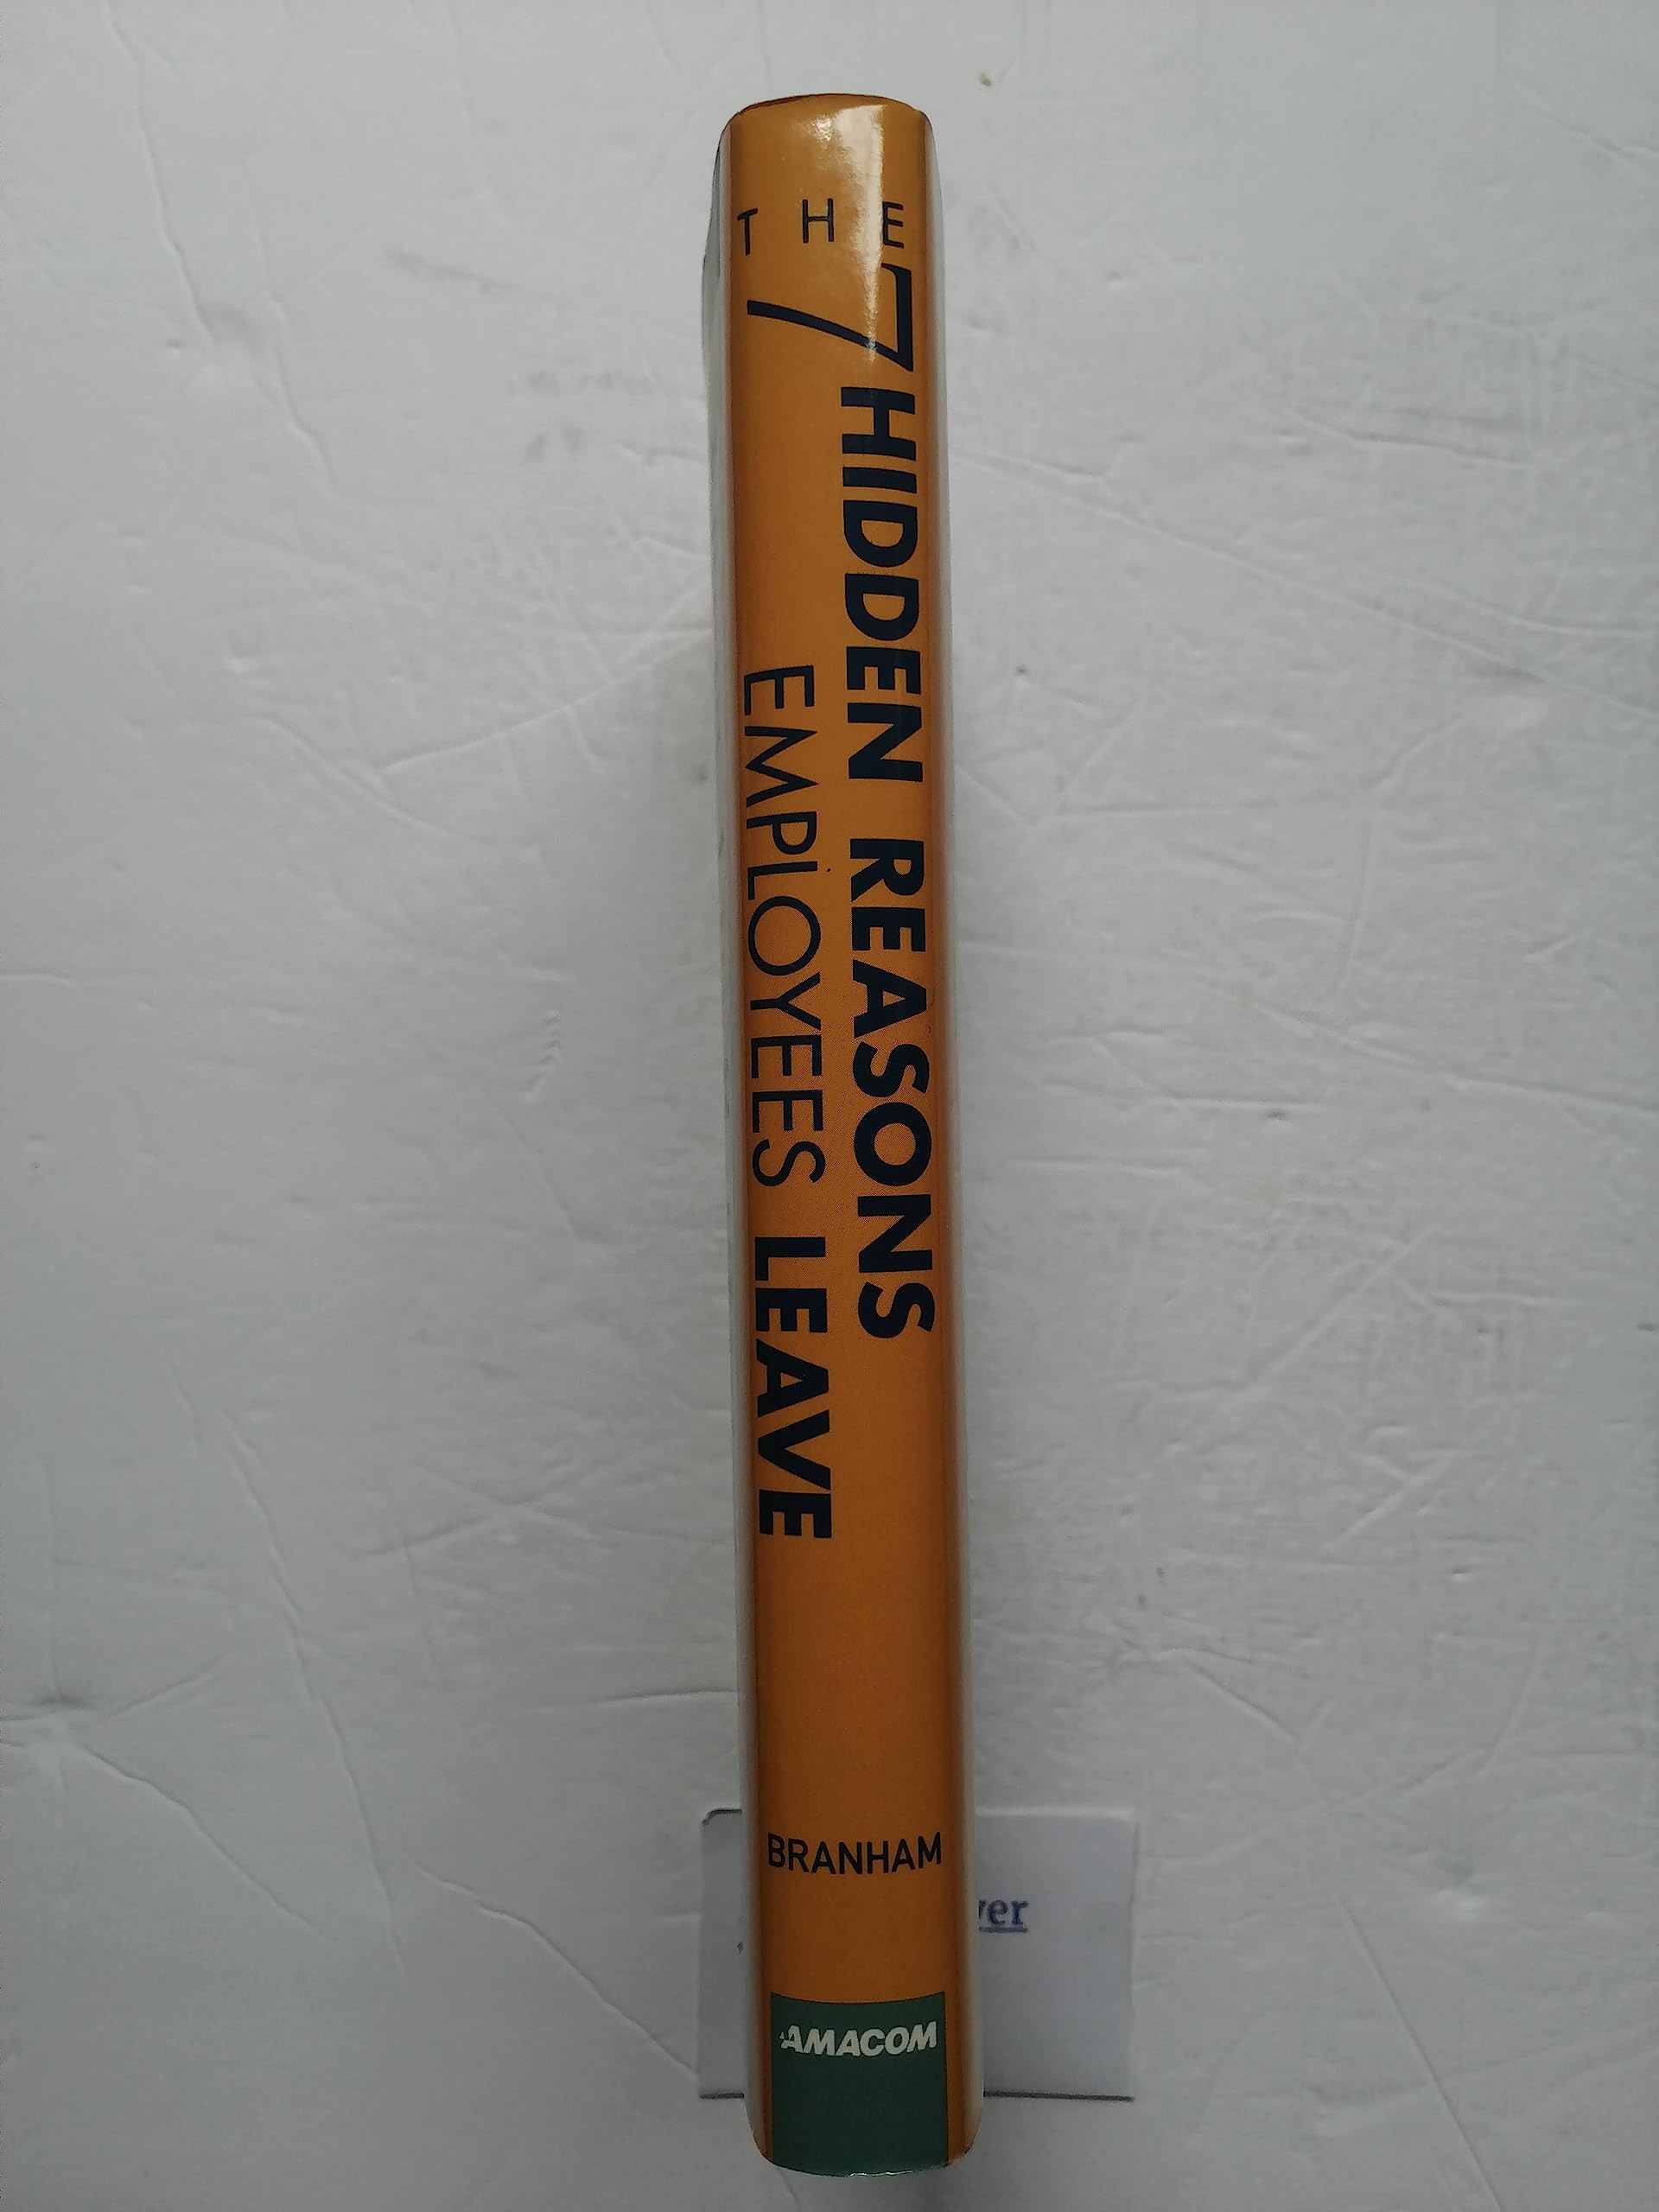 THE
7
HIDDEN REASONS
EMPLOYEES LEAVE
BRANHAM
AMACOM